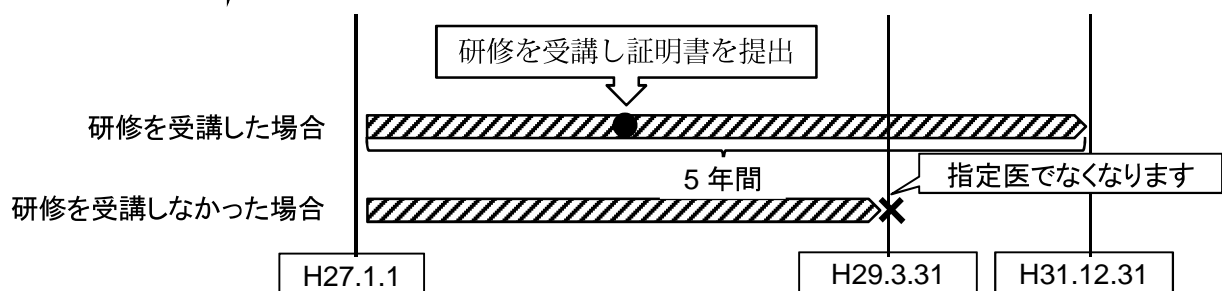 研修を受講し証明書を提出
研修を受講した場合
5 年間
指定医でなくなります
研修を受講しなかった場合
H27.1.1
H29.3.31
H31.12.31